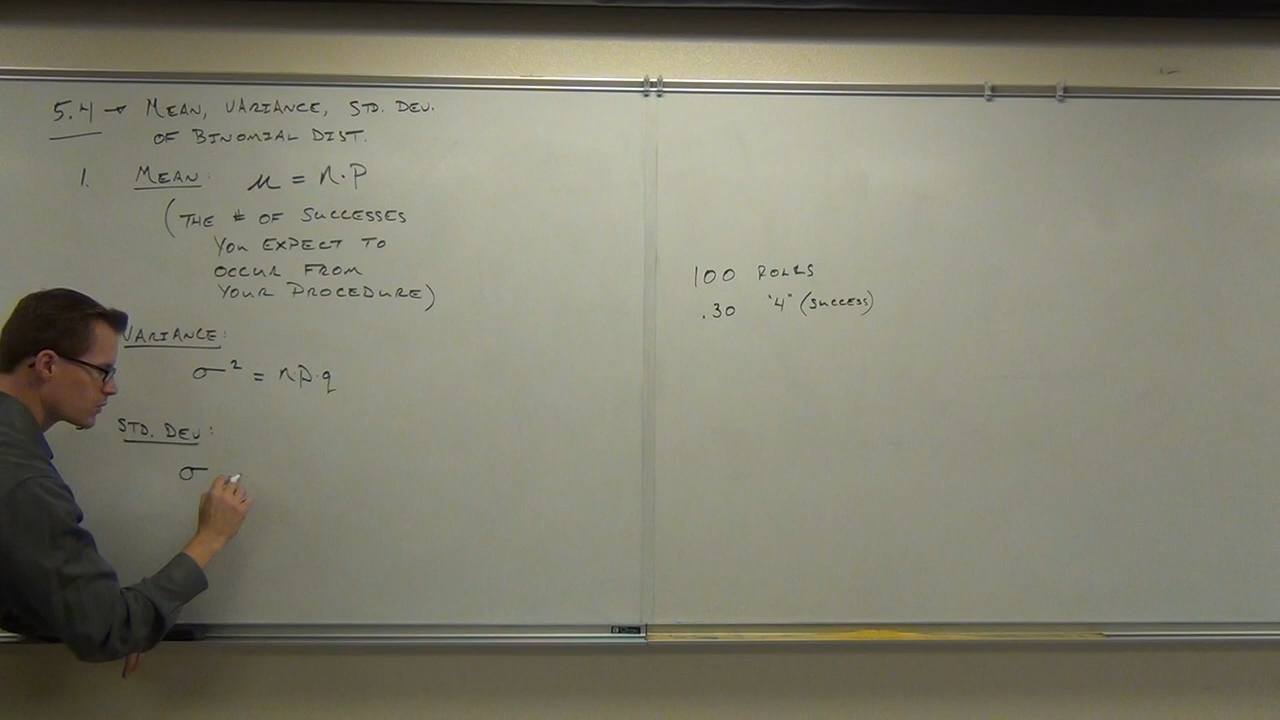 5.4 → MEAN, VARIANCE, STD. DEV.
OF BINOMIAL DIST.
1. MEAN: μ = n·P
(THE # OF SUCCESSES
YOU EXPECT TO
OCCUR FROM
YOUR PROCEDURE)
VARIANCE:
σ² = nP·q
STD. DEV:
σ
100 ROLLS
.30 "4" (SUCCESS)